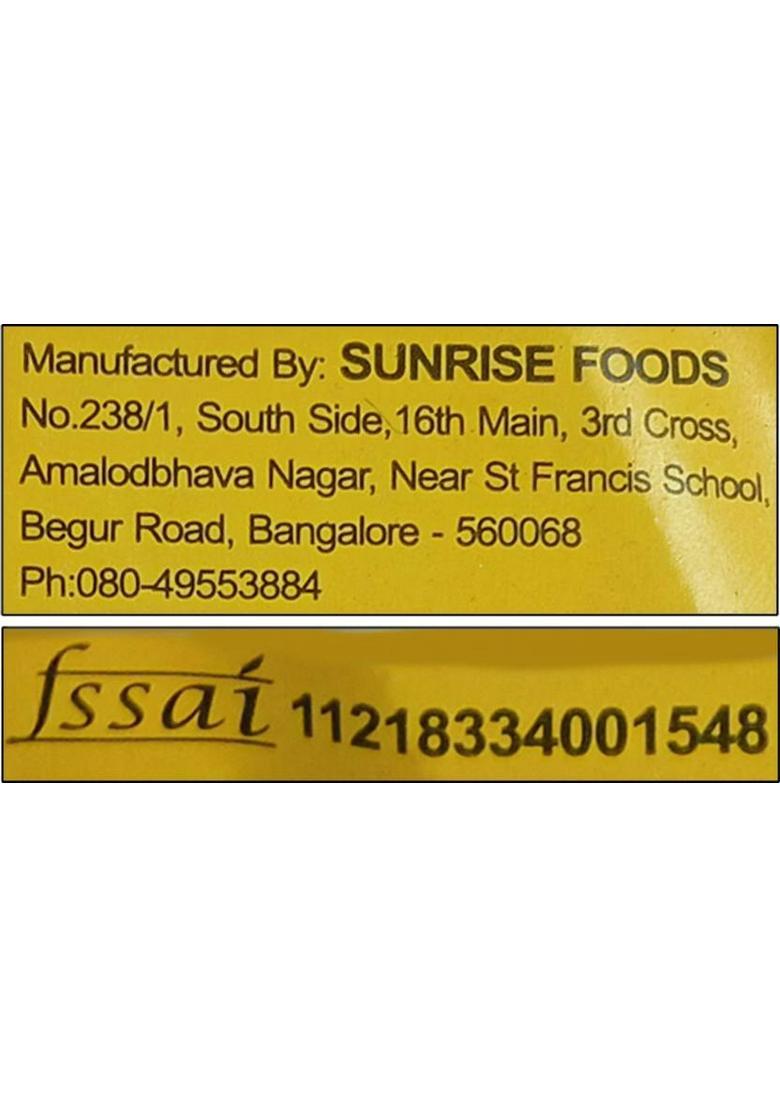 Manufactured By: SUNRISE FOODS
No.238/1, South Side,16th Main, 3rd Cross,
Amalodbhava Nagar, Near St Francis School,
Begur Road, Bangalore - 560068
Ph:080-49553884
fssai 11218334001548